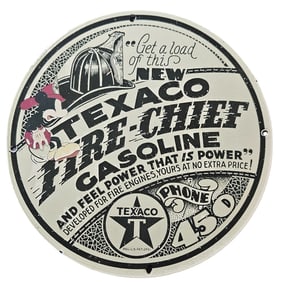 "Get a load
of this
NEW
TEXACO
FIRE-CHIEF
GASOLINE
AND FEEL POWER THAT IS POWER"
DEVELOPED FOR FIRE ENGINES, YOURS AT NO EXTRA PRICE!
TEXACO
T
PHONE
450